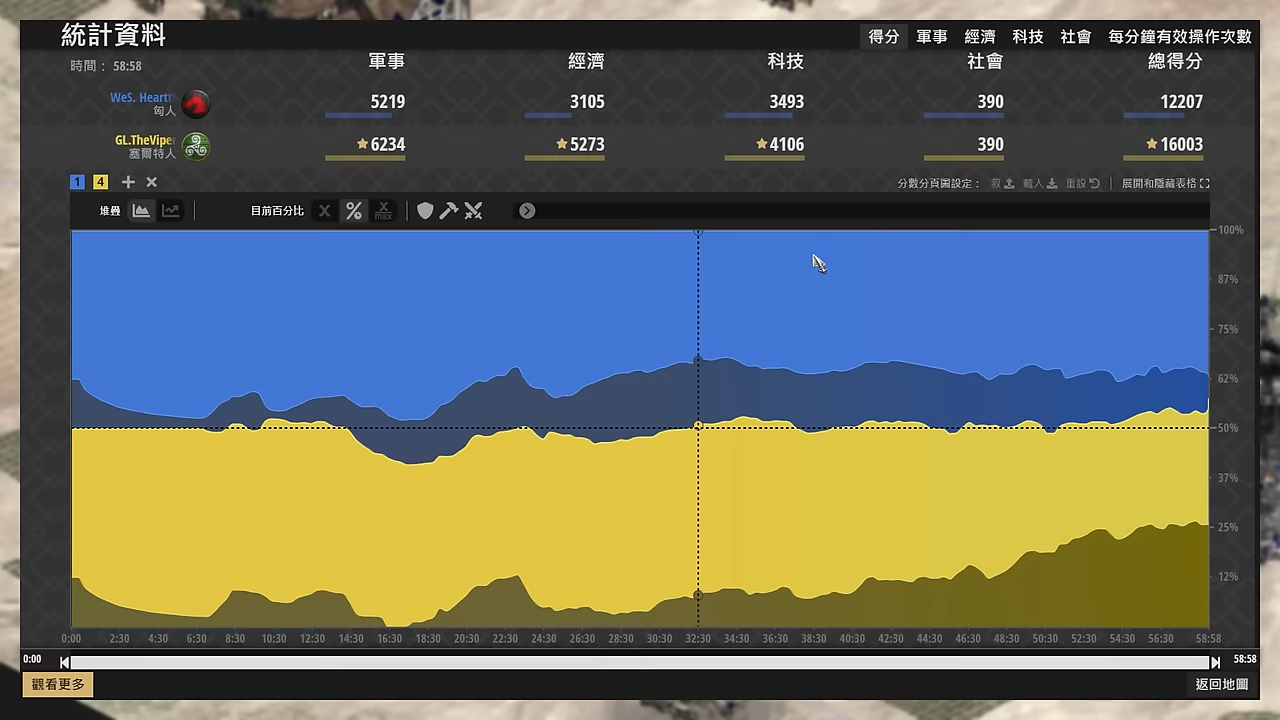 統計資料
得分 軍事 經濟 科技 社會 每分鐘有效操作次數
時間： 58:58
軍事 經濟 科技 社會 總得分
WeS. Heartt
匈人
5219 3105 3493 390 12207
GL.TheViper
塞爾特人
6234 5273 4106 390 16003
1 4
分數分頁圖設定： 載入 重設 展開和隱藏表格
堆疊 目前百分比 X % X max
100%
87%
75%
62%
50%
37%
25%
12%
0:00 2:30 4:30 6:30 8:30 10:30 12:30 14:30 16:30 18:30 20:30 22:30 24:30 26:30 28:30 30:30 32:30 34:30 36:30 38:30 40:30 42:30 44:30 46:30 48:30 50:30 52:30 54:30 56:30 58:58
0:00 58:58
觀看更多 返回地圖